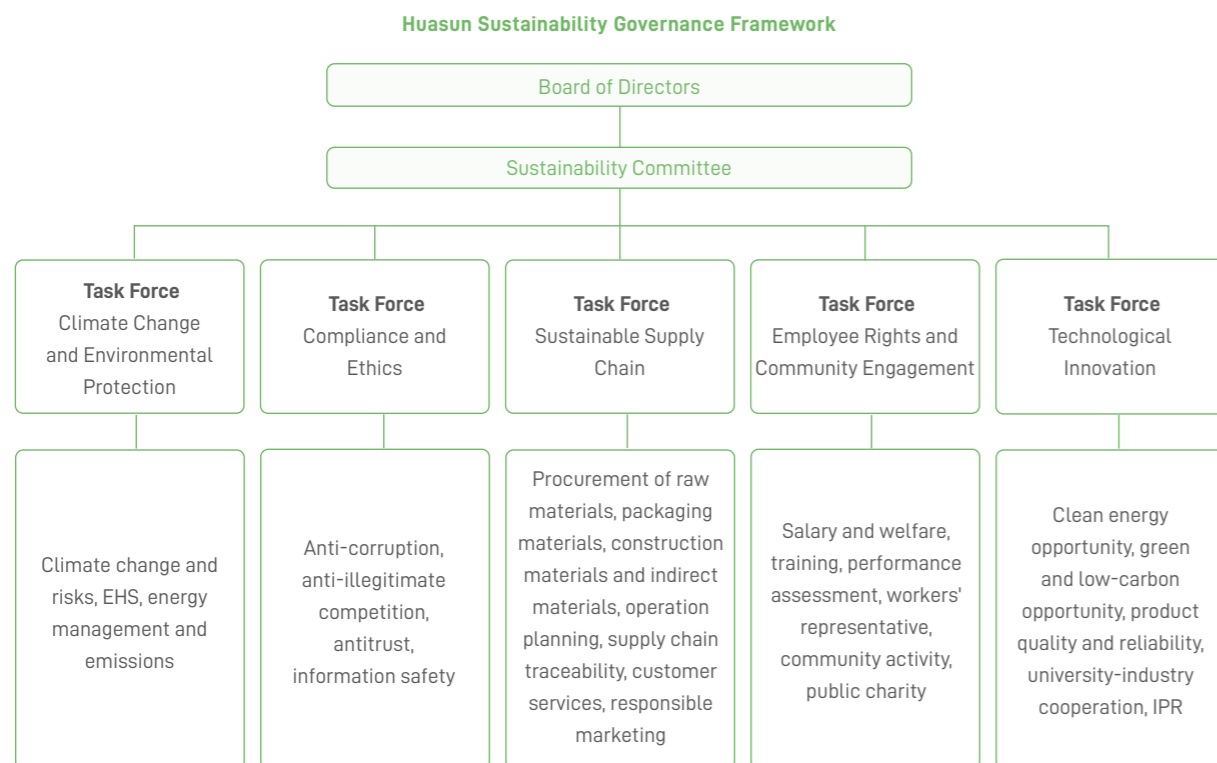 Huasun Sustainability Governance Framework
Board of Directors
Sustainability Committee
Task Force
Climate Change
and Environmental
Protection
Task Force
Compliance and
Ethics
Task Force
Sustainable Supply
Chain
Task Force
Employee Rights and
Community Engagement
Task Force
Technological
Innovation
Climate change and
risks, EHS, energy
management and
emissions
Anti-corruption,
anti-illegitimate
competition,
antitrust,
information safety
Procurement of raw
materials, packaging
materials, construction
materials and indirect
materials, operation
planning, supply chain
traceability, customer
services, responsible
marketing
Salary and welfare,
training, performance
assessment, workers'
representative,
community activity,
public charity
Clean energy
opportunity, green
and low-carbon
opportunity, product
quality and reliability,
university-industry
cooperation, IPR